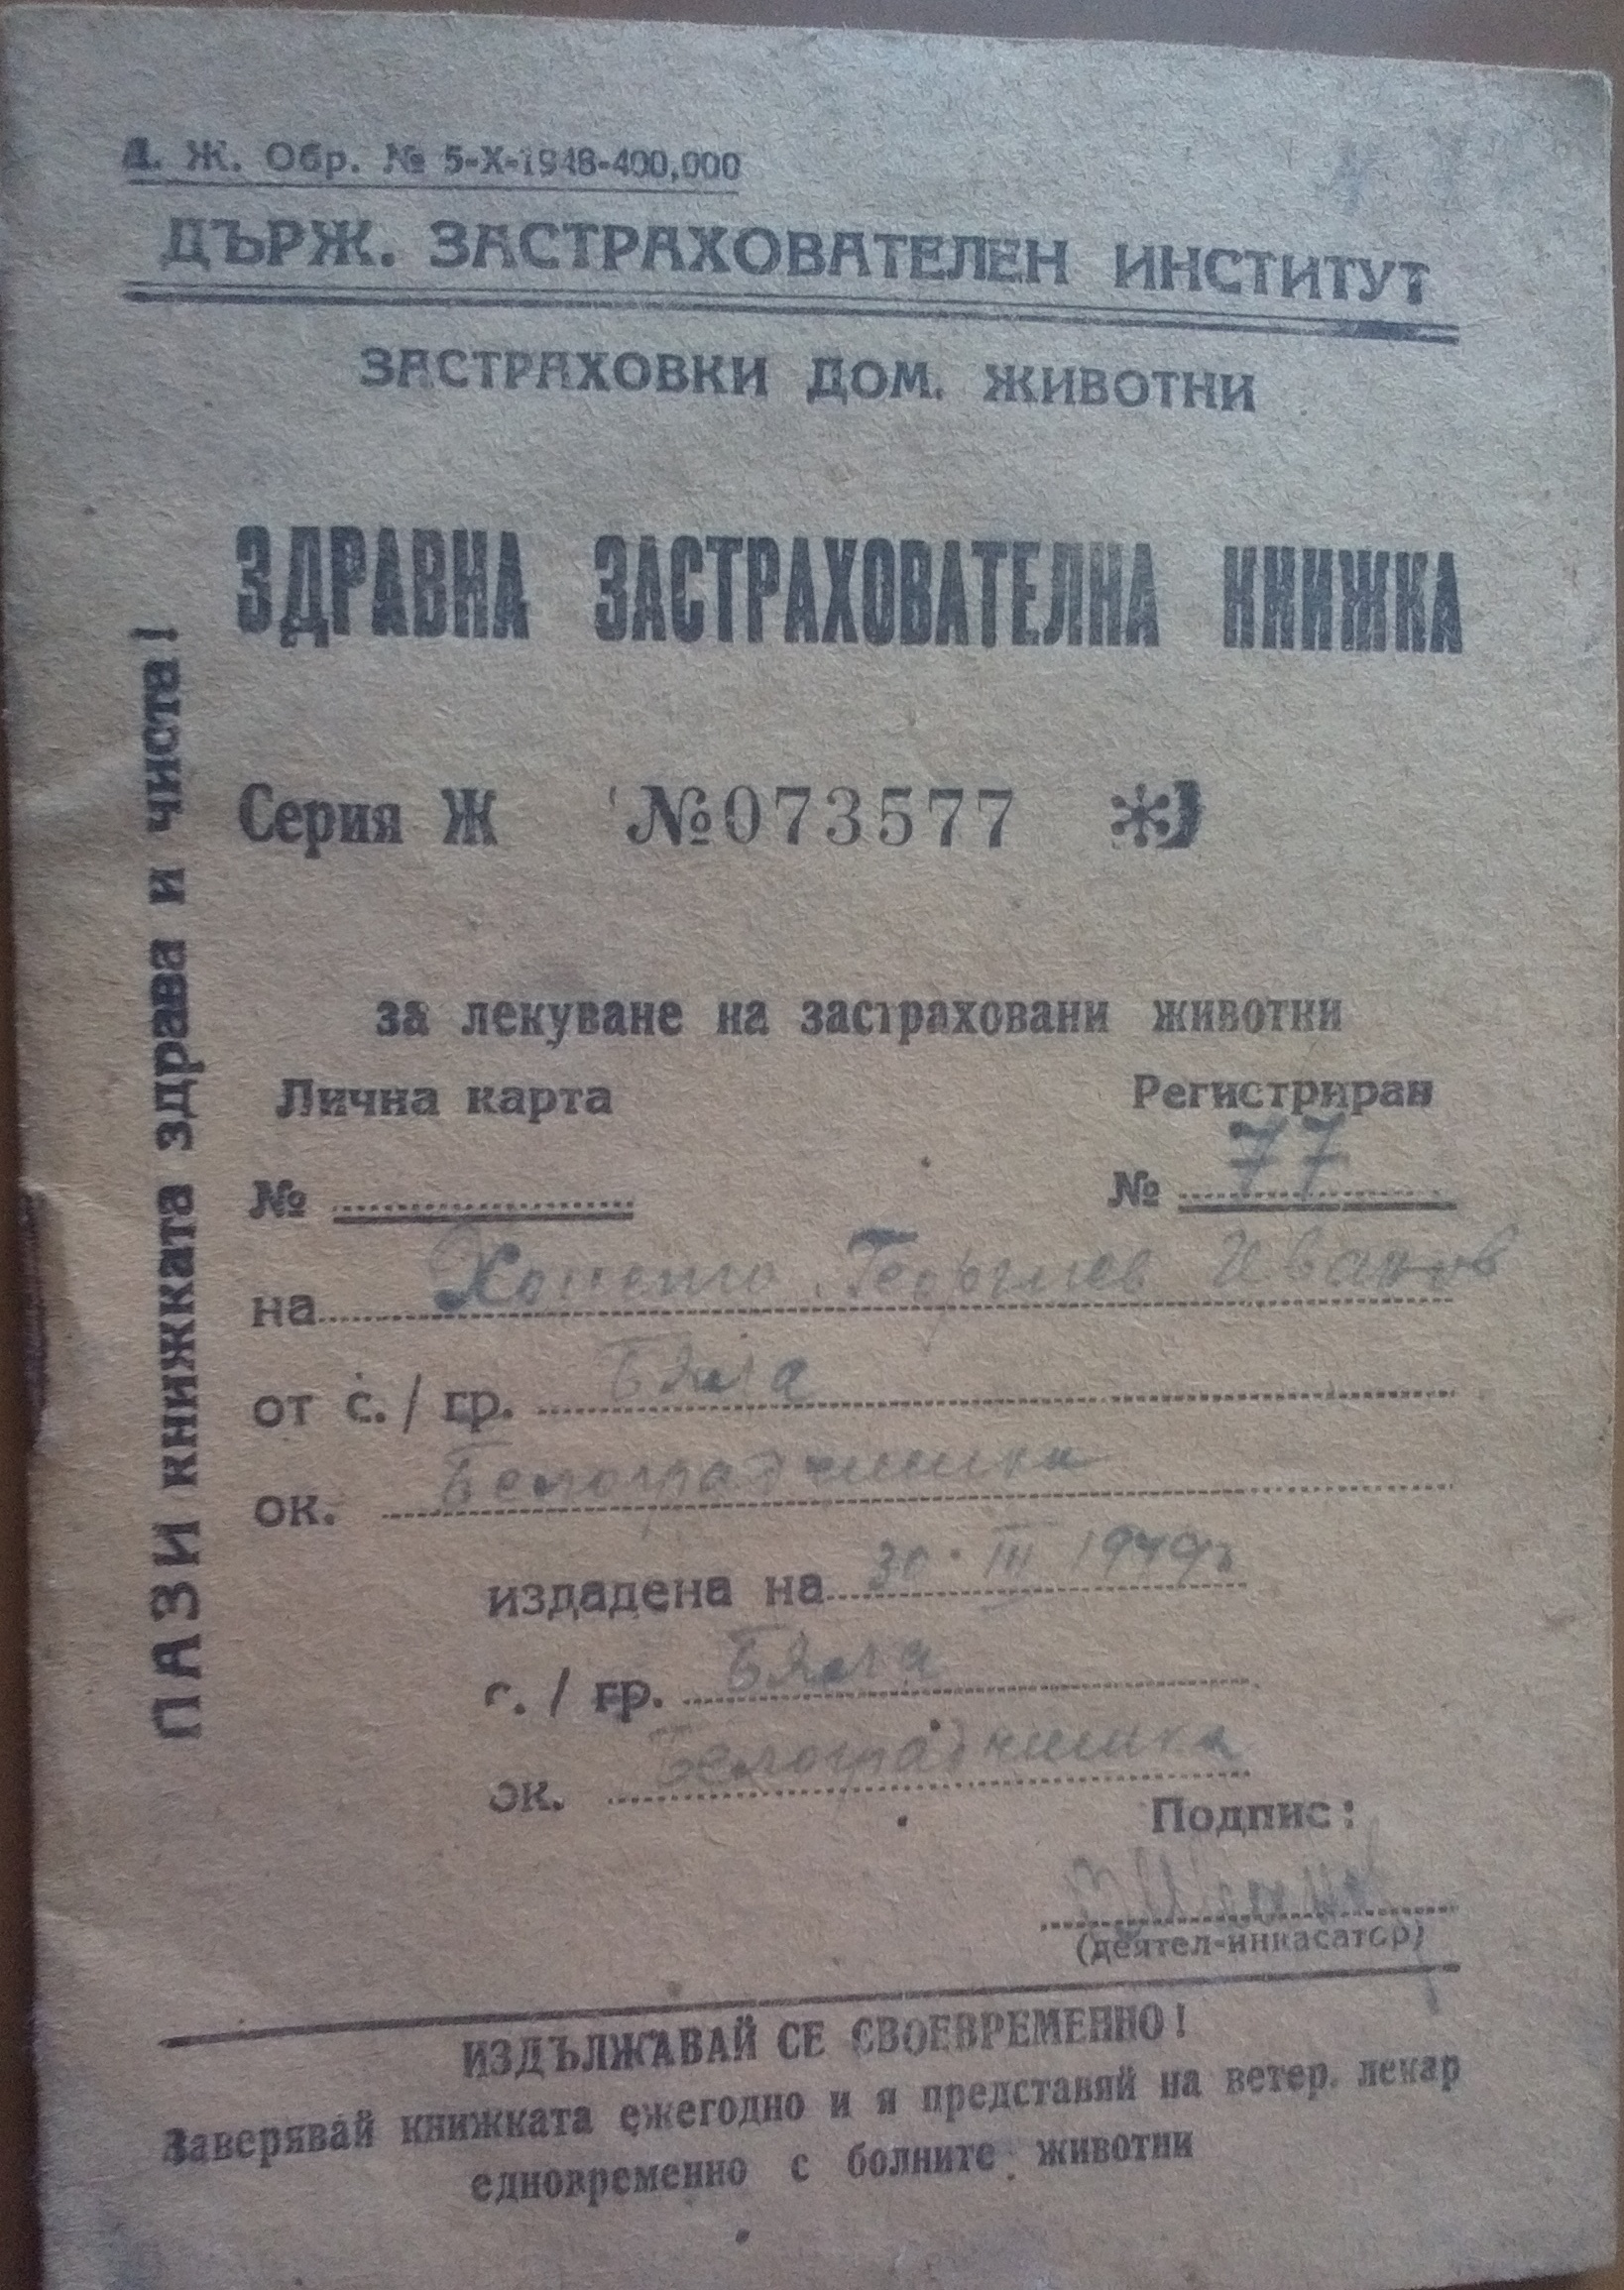 Ж. Обр. № 5-X-1948-400,000
ДЪРЖ. ЗАСТРАХОВАТЕЛЕН ИНСТИТУТ
ЗАСТРАХОВКИ ДОМ. ЖИВОТНИ
ЗДРАВНА ЗАСТРАХОВАТЕЛНА КНИЖКА
Серия Ж №073577 *
за лекуване на застраховани животни
Лична карта Регистриран
№ № 77
на Георгиев Иванов
от с. / гр. Бяла
ок. Белоградчишка
издадена на 30. III 1949г
с. / гр. Бяла
ок. Белоградчишка
Подпис:
(деятел-инкасатор)
ИЗДЪЛЖАВАЙ СЕ СВОЕВРЕМЕННО!
Заверявай книжката ежегодно и я представяй на ветер. лекар
едновременно с болните животни
ПАЗИ книжката здрава и чиста!